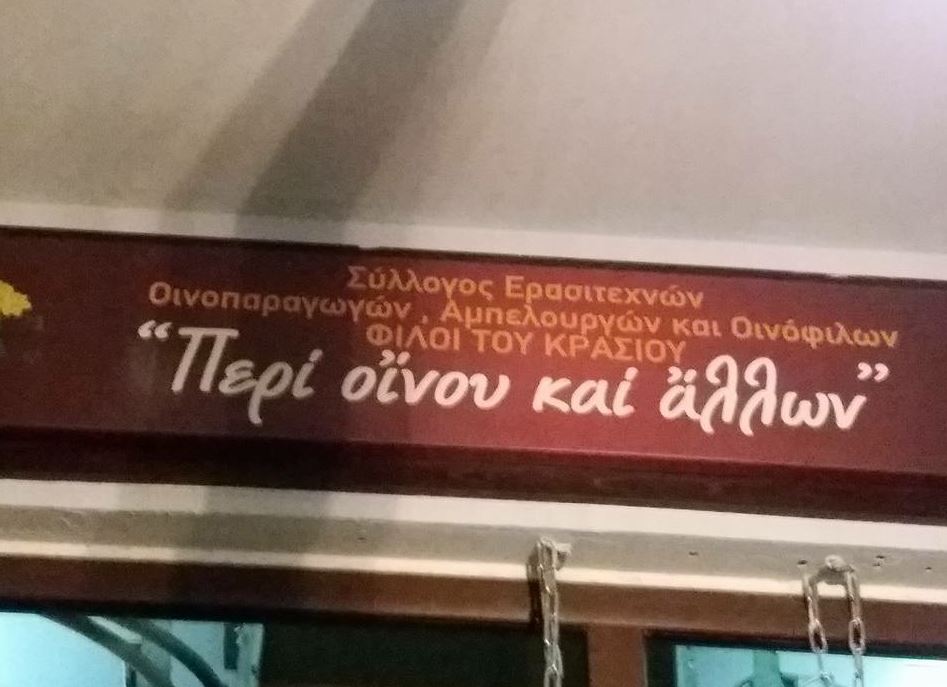 Σύλλογος Ερασιτεχνών
Οινοπαραγωγών , Αμπελουργών και Οινόφιλων
ΦΙΛΟΙ ΤΟΥ ΚΡΑΣΙΟΥ
“Περί οἴνου καί ἄλλων”